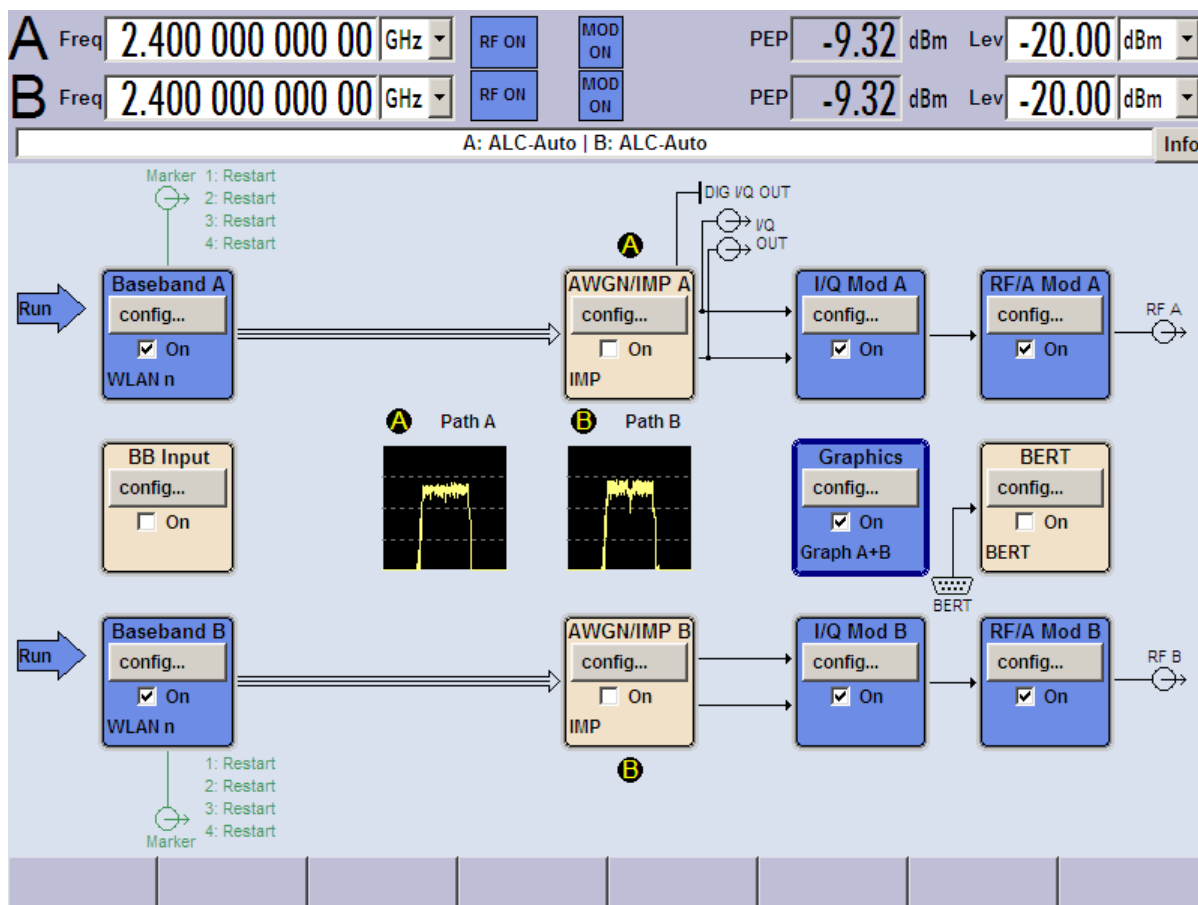 A Freq 2.400 000 000 00 GHz RF ON MOD ON PEP -9.32 dBm Lev -20.00 dBm
B Freq 2.400 000 000 00 GHz RF ON MOD ON PEP -9.32 dBm Lev -20.00 dBm
A: ALC-Auto | B: ALC-Auto Info
Marker 1: Restart
2: Restart
3: Restart
4: Restart
DIG I/Q OUT
I/Q
OUT
A
Run
Baseband A
config...
On
WLAN n
AWGN/IMP A
config...
On
IMP
I/Q Mod A
config...
On
RF/A Mod A
config...
On
RF A
A Path A
B Path B
BB Input
config...
On
Graphics
config...
On
Graph A+B
BERT
config...
On
BERT
BERT
Run
Baseband B
config...
On
WLAN n
AWGN/IMP B
config...
On
IMP
I/Q Mod B
config...
On
RF/A Mod B
config...
On
RF B
B
1: Restart
2: Restart
3: Restart
4: Restart
Marker